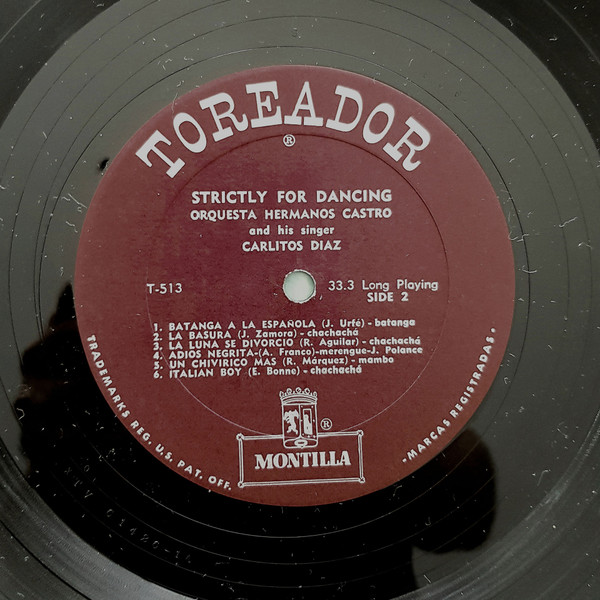 TOREADOR
®
STRICTLY FOR DANCING
ORQUESTA HERMANOS CASTRO
and his singer
CARLITOS DIAZ
T-513
33.3 Long Playing
SIDE 2
1. BATANGA A LA ESPAÑOLA (J. Urfé) - batanga
2. LA BASURA (J. Zamora) - chachachá
3. LA LUNA SE DIVORCIO (R. Aguilar) - chachachá
4. ADIOS NEGRITA-(A. Franco)-merengue-J. Polance
5. UN CHIVIRICO MAS (R. Márquez) - mambo
6. ITALIAN BOY (E. Bonne) - chachachá
®
MONTILLA
TRADEMARKS REG. U.S. PAT. OFF.
•MARCAS REGISTRADAS•